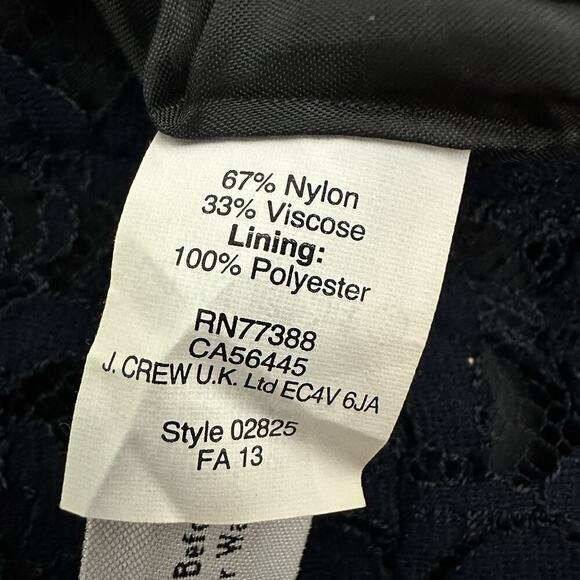 67% Nylon
33% Viscose
Lining:
100% Polyester
RN77388
CA56445
J. CREW U.K. Ltd EC4V 6JA
Style 02825
FA 13